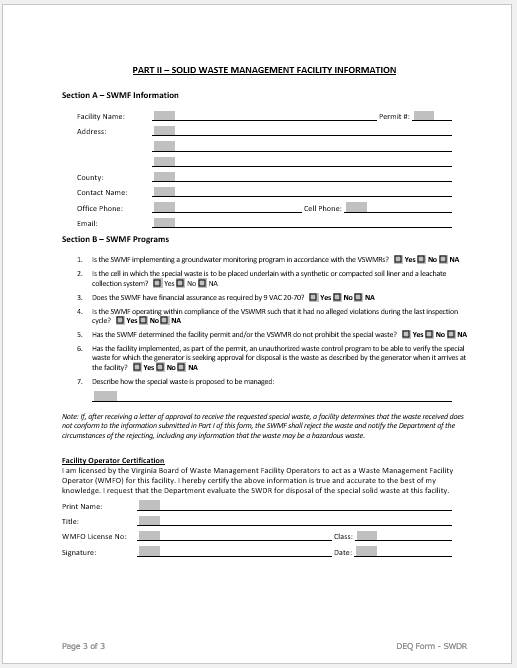 PART II – SOLID WASTE MANAGEMENT FACILITY INFORMATION
Section A – SWMF Information
Facility Name: Permit #:
Address:
County:
Contact Name:
Office Phone: Cell Phone:
Email:
Section B – SWMF Programs
1. Is the SWMF implementing a groundwater monitoring program in accordance with the VSWMRs? Yes No NA
2. Is the cell in which the special waste is to be placed underlain with a synthetic or compacted soil liner and a leachate
collection system? Yes No NA
3. Does the SWMF have financial assurance as required by 9 VAC 20-70? Yes No NA
4. Is the SWMF operating within compliance of the VSWMR such that it had no alleged violations during the last inspection
cycle? Yes No NA
5. Has the SWMF determined the facility permit and/or the VSWMR do not prohibit the special waste? Yes No NA
6. Has the facility implemented, as part of the permit, an unauthorized waste control program to be able to verify the special
waste for which the generator is seeking approval for disposal is the waste as described by the generator when it arrives at
the facility? Yes No NA
7. Describe how the special waste is proposed to be managed:
Note: If, after receiving a letter of approval to receive the requested special waste, a facility determines that the waste received does
not conform to the information submitted in Part I of this form, the SWMF shall reject the waste and notify the Department of the
circumstances of the rejecting, including any information that the waste may be a hazardous waste.
Facility Operator Certification
I am licensed by the Virginia Board of Waste Management Facility Operators to act as a Waste Management Facility
Operator (WMFO) for this facility. I hereby certify the above information is true and accurate to the best of my
knowledge. I request that the Department evaluate the SWDR for disposal of the special solid waste at this facility.
Print Name:
Title:
WMFO License No: Class:
Signature: Date:
Page 3 of 3 DEQ Form - SWDR